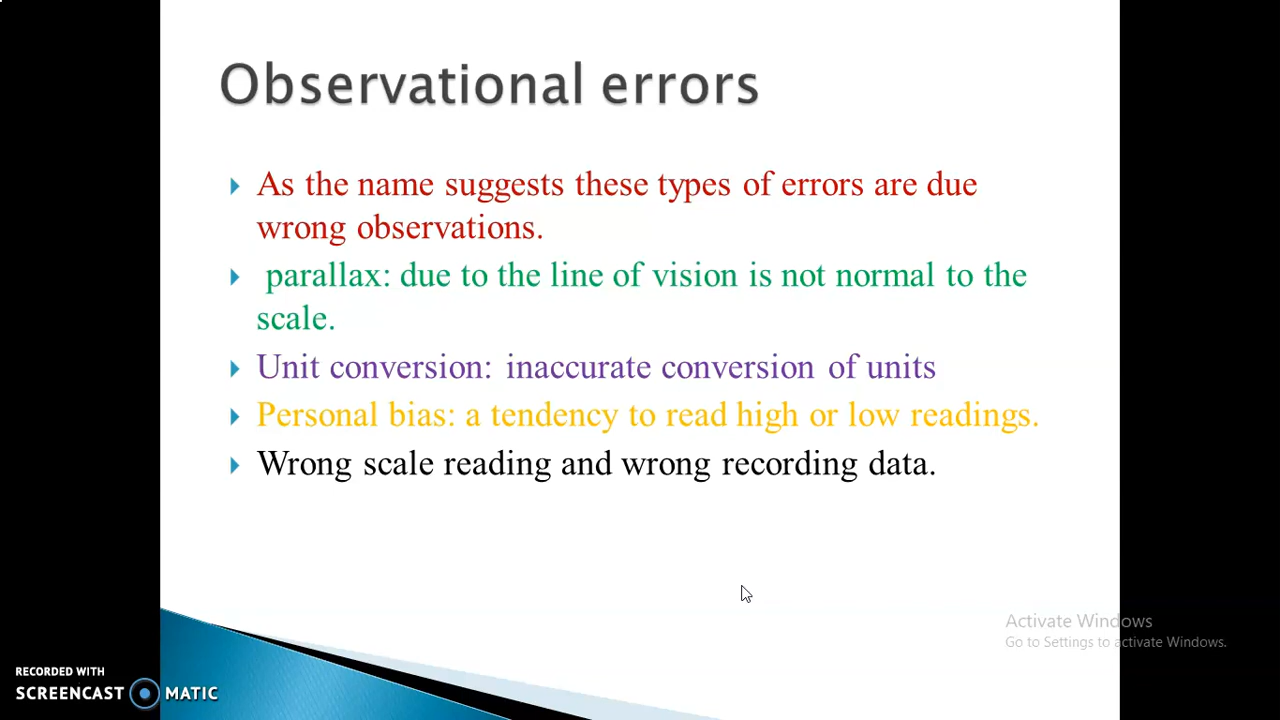 Observational errors
As the name suggests these types of errors are due
wrong observations.
parallax: due to the line of vision is not normal to the
scale.
Unit conversion: inaccurate conversion of units
Personal bias: a tendency to read high or low readings.
Wrong scale reading and wrong recording data.
Activate Windows
Go to Settings to activate Windows.
RECORDED WITH
SCREENCAST MATIC